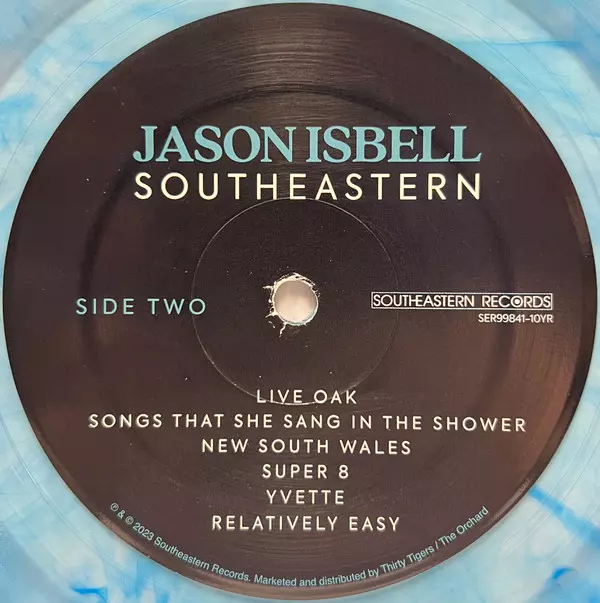 JASON ISBELL
SOUTHEASTERN
SIDE TWO
SOUTHEASTERN RECORDS
SER99841-10YR
LIVE OAK
SONGS THAT SHE SANG IN THE SHOWER
NEW SOUTH WALES
SUPER 8
YVETTE
RELATIVELY EASY
℗ & © 2023 Southeastern Records. Marketed and distributed by Thirty Tigers / The Orchard